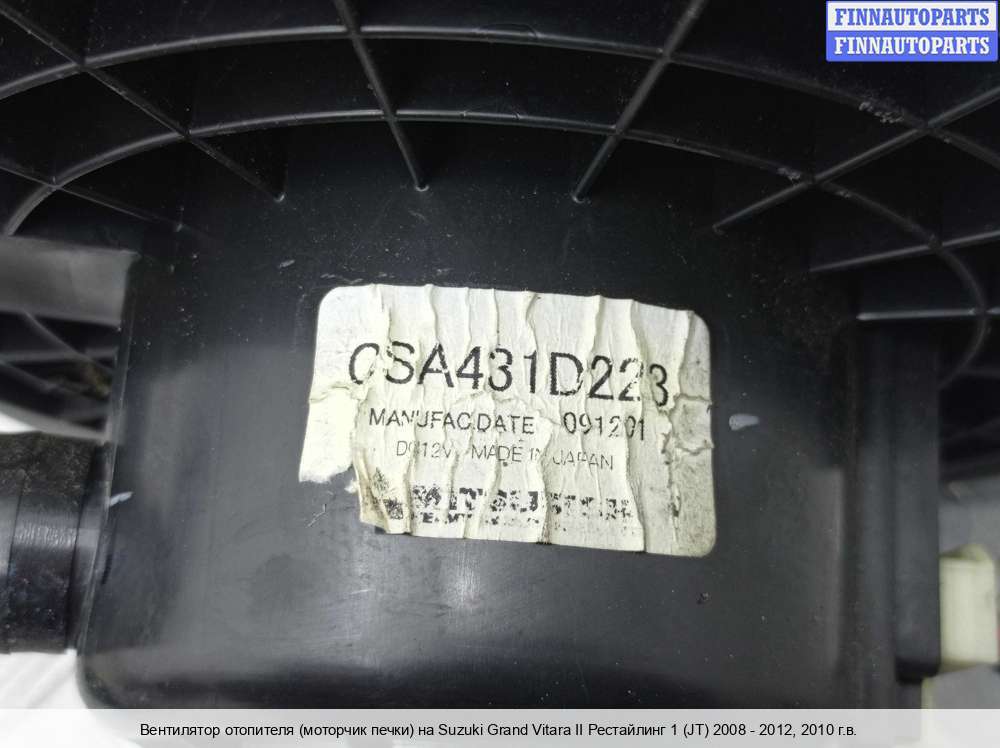 FINNAUTOPARTS
FINNAUTOPARTS
CSA431D223
MANUFAC.DATE 091201
DC12V MADE IN JAPAN
MITSUBISHI
Вентилятор отопителя (моторчик печки) на Suzuki Grand Vitara II Рестайлинг 1 (JT) 2008 - 2012, 2010 г.в.